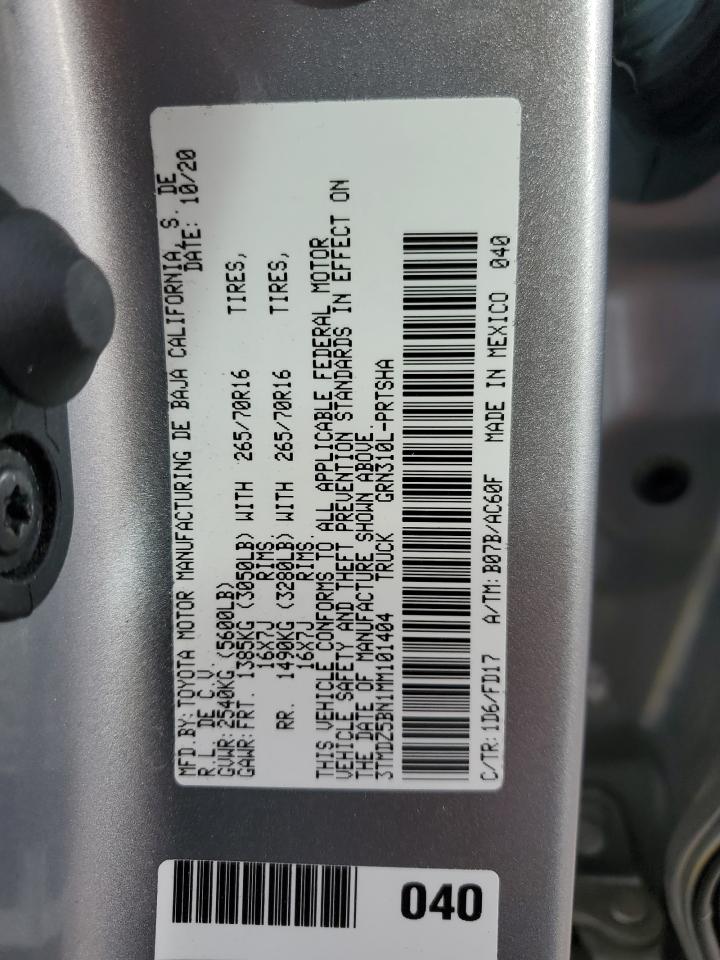 MFD.BY:TOYOTA MOTOR MANUFACTURING DE BAJA CALIFORNIA, S. DE
R.L. DE C.V. DATE: 10/20
GVWR:2540KG (5600LB)
GAWR:FRT. 1385KG (3050LB) WITH 265/70R16 TIRES,
16X7J RIMS.
RR. 1490KG (3280LB) WITH 265/70R16 TIRES,
16X7J RIMS.
THIS VEHICLE CONFORMS TO ALL APPLICABLE FEDERAL MOTOR
VEHICLE SAFETY AND THEFT PREVENTION STANDARDS IN EFFECT ON
THE DATE OF MANUFACTURE SHOWN ABOVE.
3TMDZ5BN1MM101404 TRUCK GRN310L-PRTSHA
C/TR:1D6/FD17 A/TM:B07B/AC60F MADE IN MEXICO 040
040